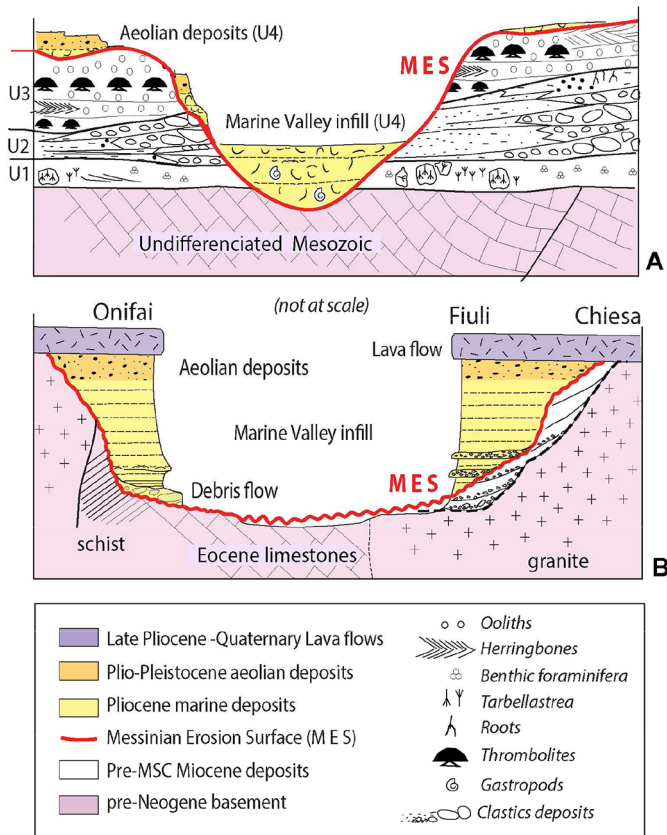 Aeolian deposits (U4)
MES
U3
Marine Valley infill (U4)
U2
U1
Undifferenciated Mesozoic
A
Onifai
(not at scale)
Fiuli
Chiesa
Lava flow
Aeolian deposits
Marine Valley infill
MES
Debris flow
schist
Eocene limestones
granite
B
Late Pliocene -Quaternary Lava flows
Plio-Pleistocene aeolian deposits
Pliocene marine deposits
Messinian Erosion Surface (M E S)
Pre-MSC Miocene deposits
pre-Neogene basement
Ooliths
Herringbones
Benthic foraminifera
Tarbellastrea
Roots
Thrombolites
Gastropods
Clastics deposits